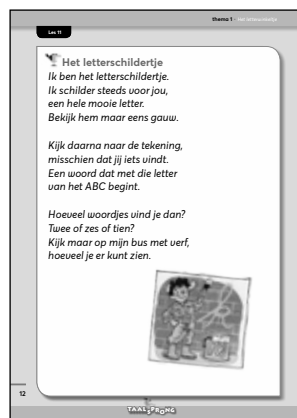 thema 1 - Het letterschildertje
Les 11
Het letterschildertje
Ik ben het letterschildertje.
Ik schilder steeds voor jou,
een hele mooie letter.
Bekijk hem maar eens gauw.
Kijk daarna naar de tekening,
misschien dat jij iets vindt.
Een woord dat met die letter
van het ABC begint.
Hoeveel woordjes vind je dan?
Twee of zes of tien?
Kijk maar op mijn bus met verf,
hoeveel je er kunt zien.
k
12
TAALSPRONG